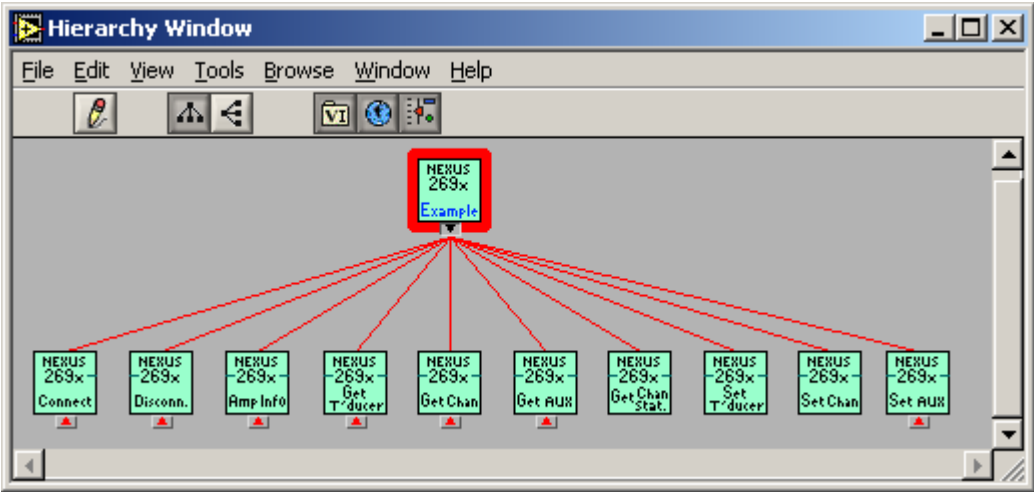 Hierarchy Window
File Edit View Tools Browse Window Help
VI
NEXUS
269x
Example
NEXUS
269x
Connect
NEXUS
269x
Disconn.
NEXUS
269x
Amp Info
NEXUS
269x
Get
T'ducer
NEXUS
269x
Get Chan
NEXUS
269x
Get AUX
NEXUS
269x
Get Chan
Stat.
NEXUS
269x
Set
T'ducer
NEXUS
269x
Set Chan
NEXUS
269x
Set AUX